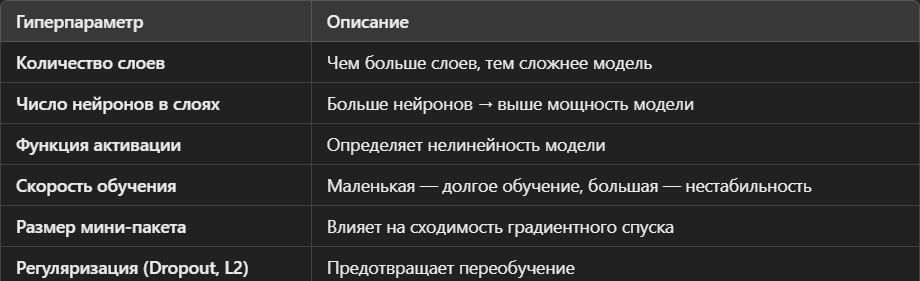 Гиперпараметр Описание
Количество слоев Чем больше слоев, тем сложнее модель
Число нейронов в слоях Больше нейронов → выше мощность модели
Функция активации Определяет нелинейность модели
Скорость обучения Маленькая — долгое обучение, большая — нестабильность
Размер мини-пакета Влияет на сходимость градиентного спуска
Регуляризация (Dropout, L2) Предотвращает переобучение